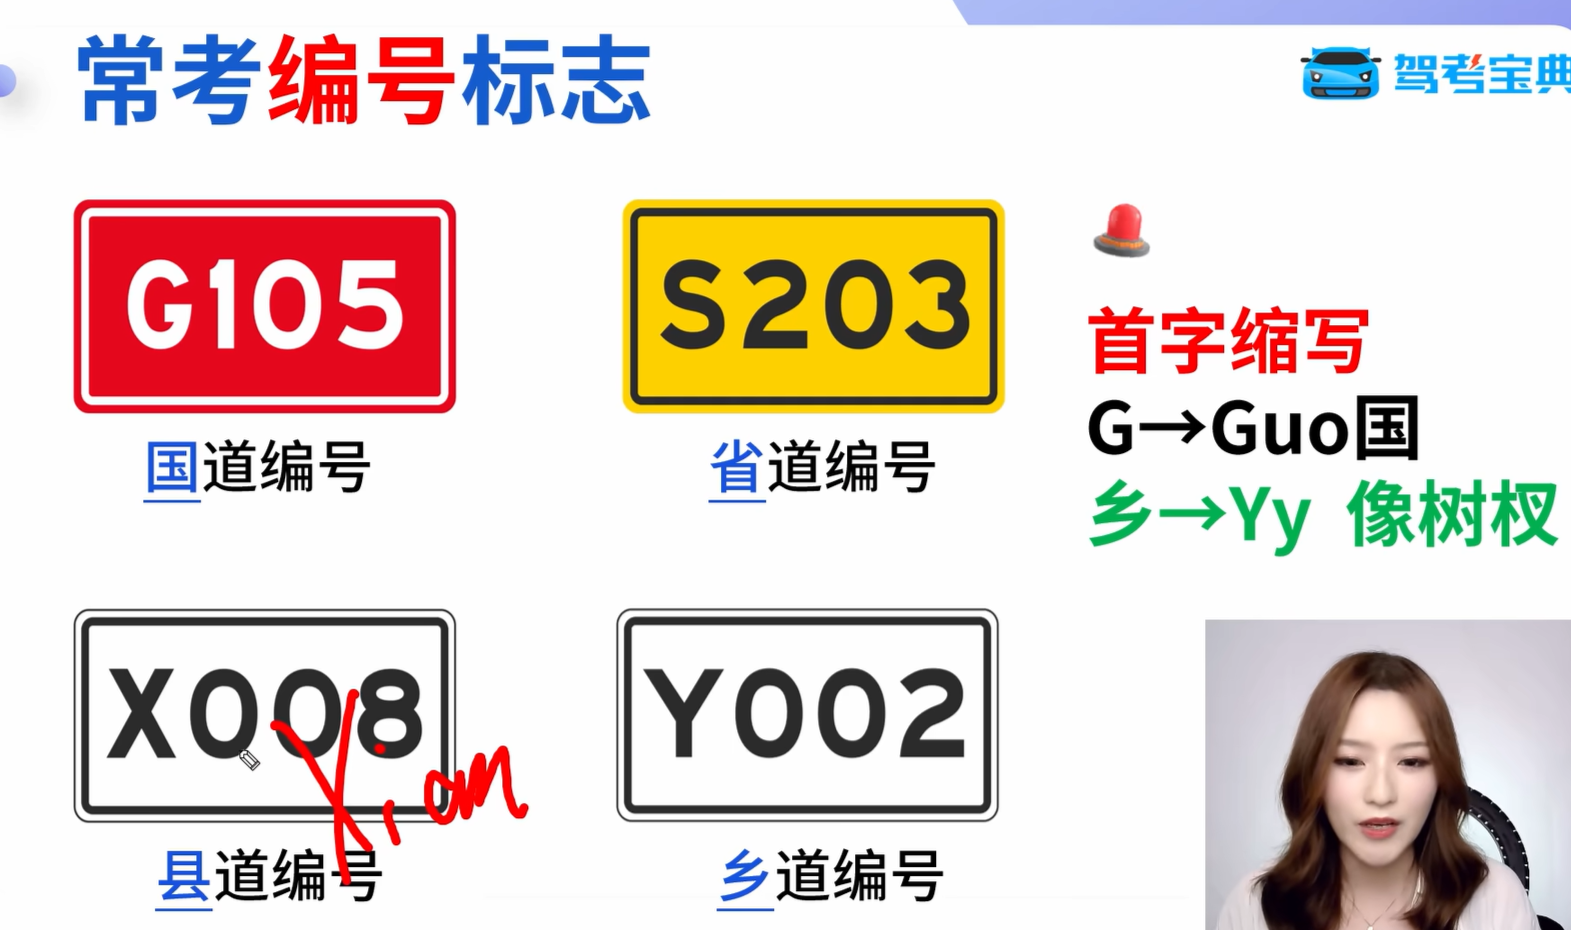 常考编号标志
驾考宝典
G105
S203
国道编号
省道编号
首字缩写
G→Guo国
乡→Yy 像树杈
X008
Xian
Y002
县道编号
乡道编号